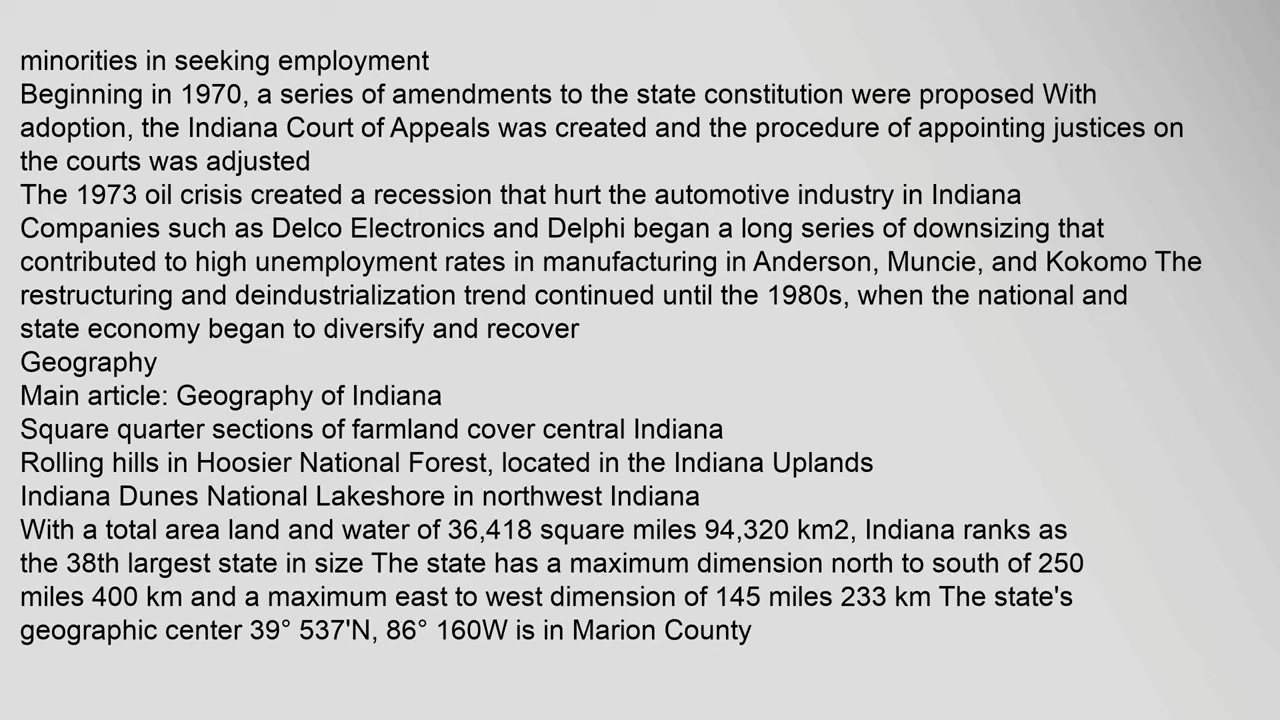 minorities in seeking employment
Beginning in 1970, a series of amendments to the state constitution were proposed With
adoption, the Indiana Court of Appeals was created and the procedure of appointing justices on
the courts was adjusted
The 1973 oil crisis created a recession that hurt the automotive industry in Indiana
Companies such as Delco Electronics and Delphi began a long series of downsizing that
contributed to high unemployment rates in manufacturing in Anderson, Muncie, and Kokomo The
restructuring and deindustrialization trend continued until the 1980s, when the national and
state economy began to diversify and recover
Geography
Main article: Geography of Indiana
Square quarter sections of farmland cover central Indiana
Rolling hills in Hoosier National Forest, located in the Indiana Uplands
Indiana Dunes National Lakeshore in northwest Indiana
With a total area land and water of 36,418 square miles 94,320 km2, Indiana ranks as
the 38th largest state in size The state has a maximum dimension north to south of 250
miles 400 km and a maximum east to west dimension of 145 miles 233 km The state's
geographic center 39° 537'N, 86° 160W is in Marion County